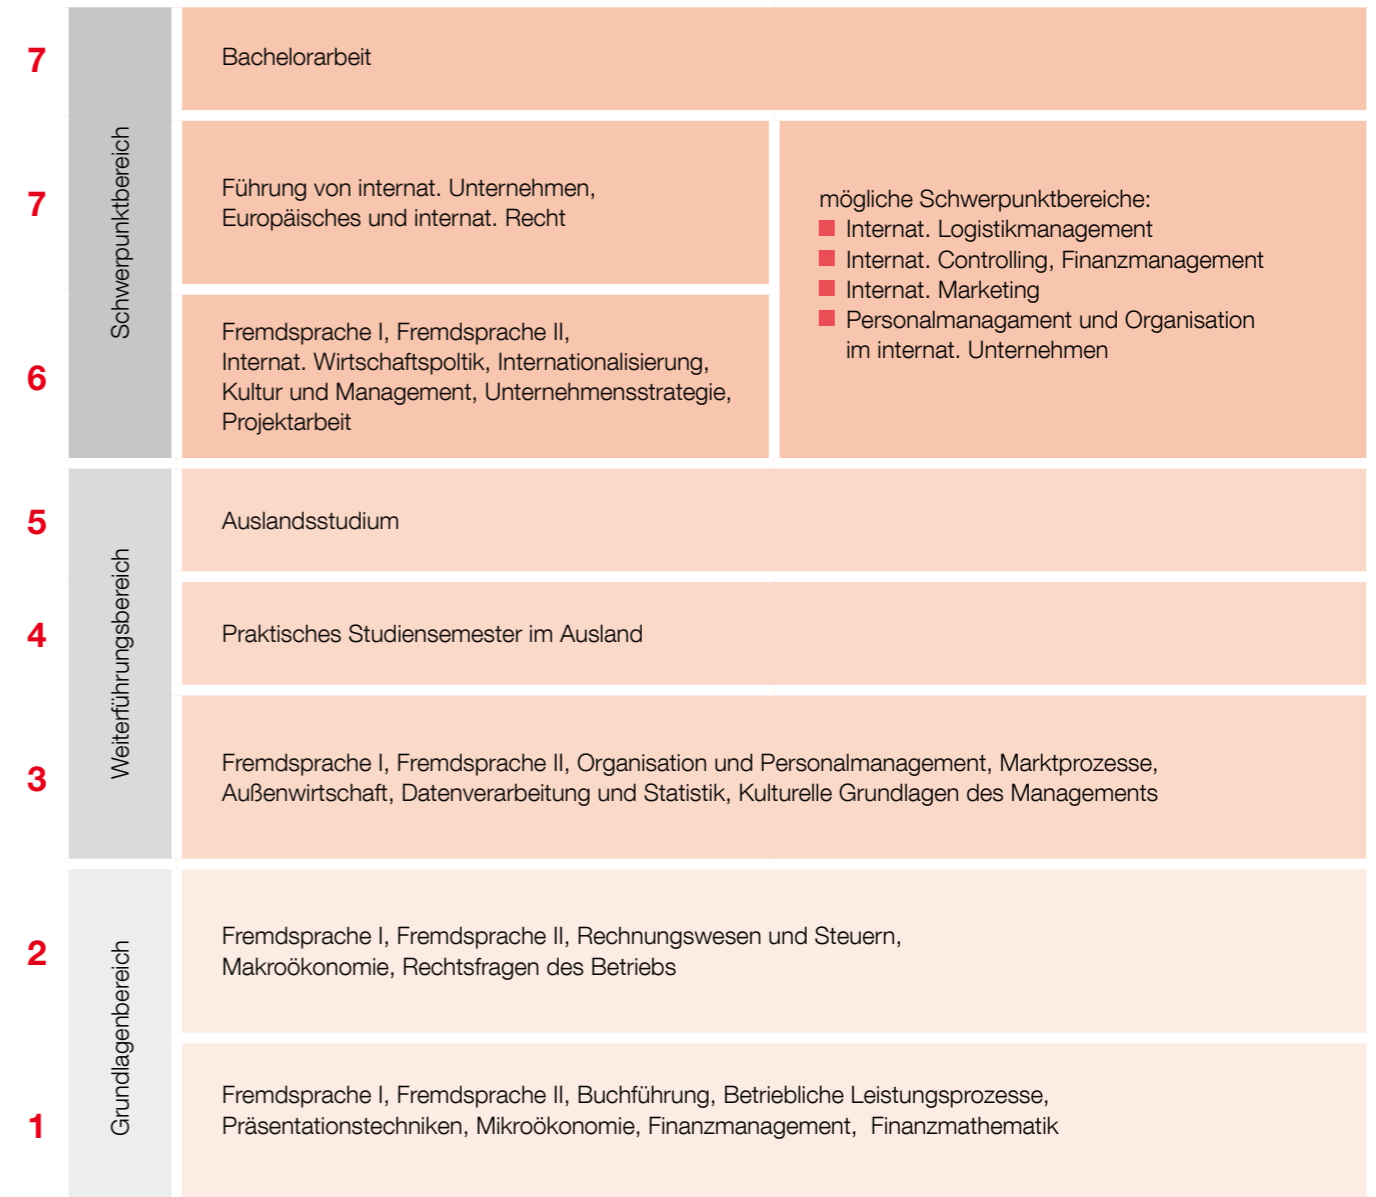 7
Bachelorarbeit
Schwerpunktbereich
7
Führung von internat. Unternehmen,
Europäisches und internat. Recht
mögliche Schwerpunktbereiche:
Internat. Logistikmanagement
Internat. Controlling, Finanzmanagement
Internat. Marketing
Personalmanagament und Organisation
im internat. Unternehmen
6
Fremdsprache I, Fremdsprache II,
Internat. Wirtschaftspoltik, Internationalisierung,
Kultur und Management, Unternehmensstrategie,
Projektarbeit
5
Auslandsstudium
Weiterführungsbereich
4
Praktisches Studiensemester im Ausland
3
Fremdsprache I, Fremdsprache II, Organisation und Personalmanagement, Marktprozesse,
Außenwirtschaft, Datenverarbeitung und Statistik, Kulturelle Grundlagen des Managements
2
Fremdsprache I, Fremdsprache II, Rechnungswesen und Steuern,
Makroökonomie, Rechtsfragen des Betriebs
Grundlagenbereich
1
Fremdsprache I, Fremdsprache II, Buchführung, Betriebliche Leistungsprozesse,
Präsentationstechniken, Mikroökonomie, Finanzmanagement,  Finanzmathematik